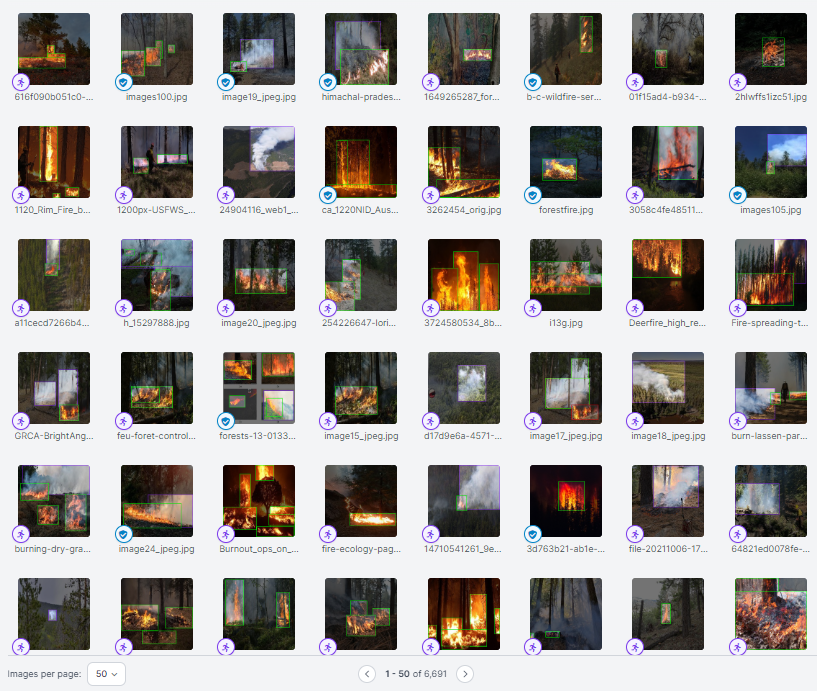 616f090b051c0-...
images100.jpg
image19_jpeg.jpg
himachal-prades...
1649265287_for...
b-c-wildfire-ser...
01f15ad4-b934-...
2hlwffs1izc51.jpg
1120_Rim_Fire_b...
1200px-USFWS_...
24904116_web1_...
ca_1220NID_Aus...
3262454_orig.jpg
forestfire.jpg
3058c4fe48511...
images105.jpg
a11cecd7266b4...
h_15297888.jpg
image20_jpeg.jpg
254226647-lori...
3724580534_8b...
i13g.jpg
Deerfire_high_re...
Fire-spreading-t...
GRCA-BrightAng...
feu-foret-control...
forests-13-0133...
image15_jpeg.jpg
d17d9e6a-4571-...
image17_jpeg.jpg
image18_jpeg.jpg
burn-lassen-par...
burning-dry-gra...
image24_jpeg.jpg
Burnout_ops_on_...
fire-ecology-pag...
14710541261_9e...
3d763b21-ab1e-...
file-20211006-17...
64821ed0078fe-...
Images per page: 50
1 - 50 of 6,691